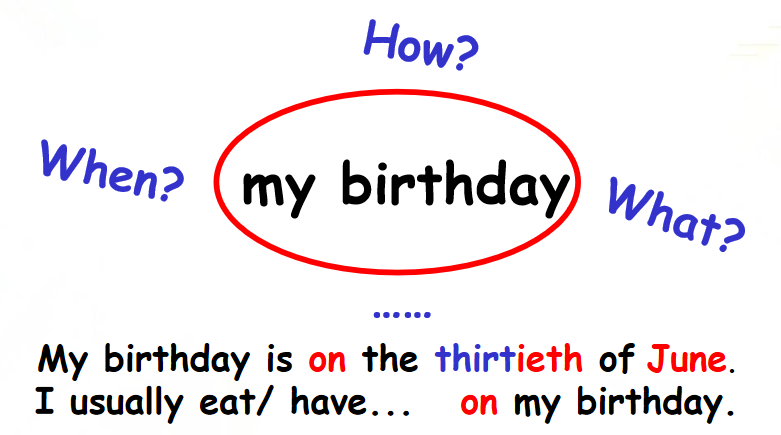 How?
When?
my birthday
What?
......
My birthday is on the thirtieth of June.
I usually eat/ have... on my birthday.